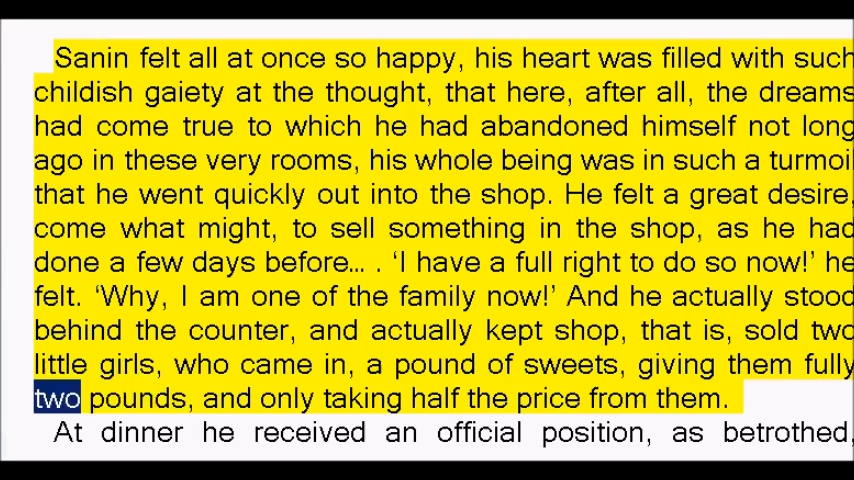 Sanin felt all at once so happy, his heart was filled with such
childish gaiety at the thought, that here, after all, the dreams
had come true to which he had abandoned himself not long
ago in these very rooms, his whole being was in such a turmoil
that he went quickly out into the shop. He felt a great desire,
come what might, to sell something in the shop, as he had
done a few days before... . ‘I have a full right to do so now!’ he
felt. ‘Why, I am one of the family now!’ And he actually stood
behind the counter, and actually kept shop, that is, sold two
little girls, who came in, a pound of sweets, giving them fully
two pounds, and only taking half the price from them.
At dinner he received an official position, as betrothed,